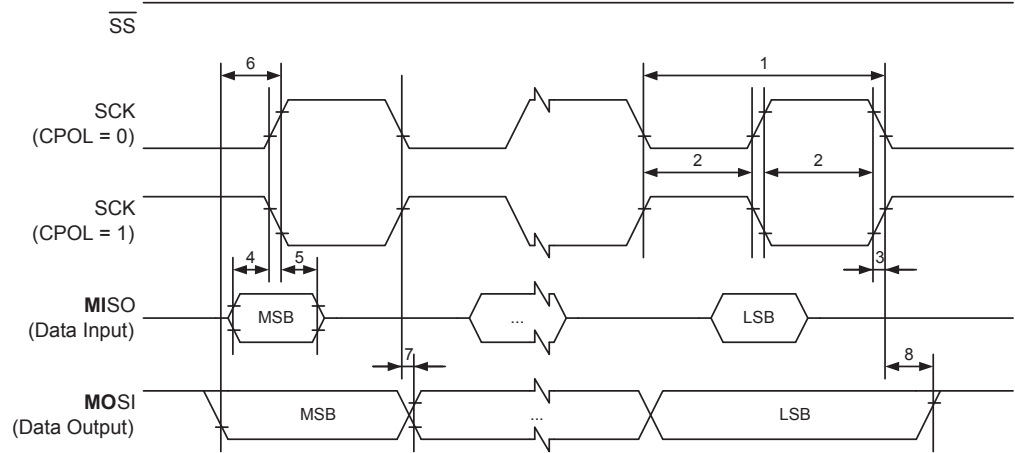 SS
6
1
SCK
(CPOL = 0)
2
2
SCK
(CPOL = 1)
4
5
3
MISO
(Data Input)
MSB
...
LSB
7
8
MOSI
(Data Output)
MSB
...
LSB